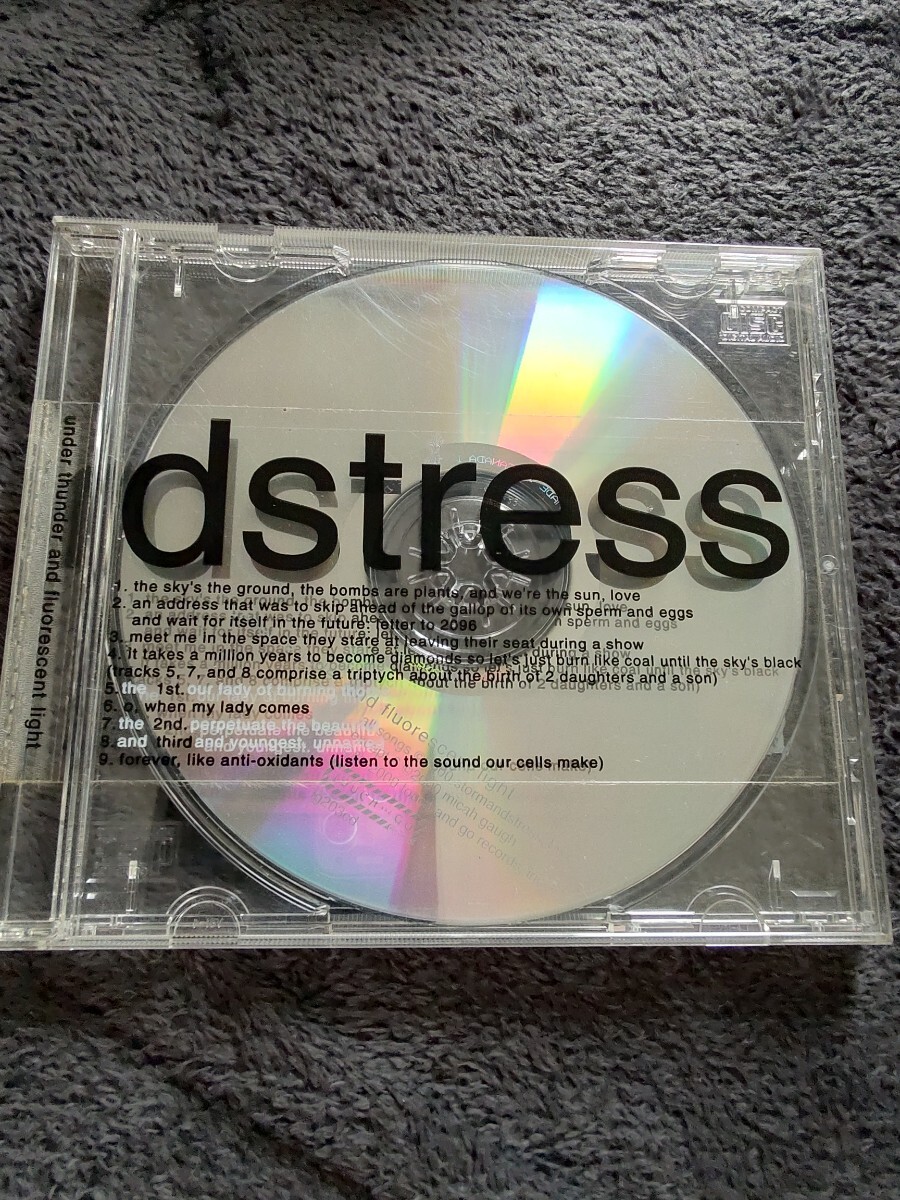 DISC
DIGITAL AUDIO
dstress
under thunder and fluorescent light
1. the sky's the ground, the bombs are plants, and we're the sun, love
2. an address that was to skip ahead of the gallop of its own sperm and eggs
and wait for itself in the future: letter to 2096
3. meet me in the space they stare at leaving their seat during a show
4. it takes a million years to become diamonds so let's just burn like coal until the sky's black
(tracks 5, 7, and 8 comprise a triptych about the birth of 2 daughters and a son)
5. the 1st. our lady of burning
6. p. when my lady comes
7. the 2nd. perpetuate the beautiful
8. and third and youngest, unnamed
9. forever, like anti-oxidants (listen to the sound our cells make)